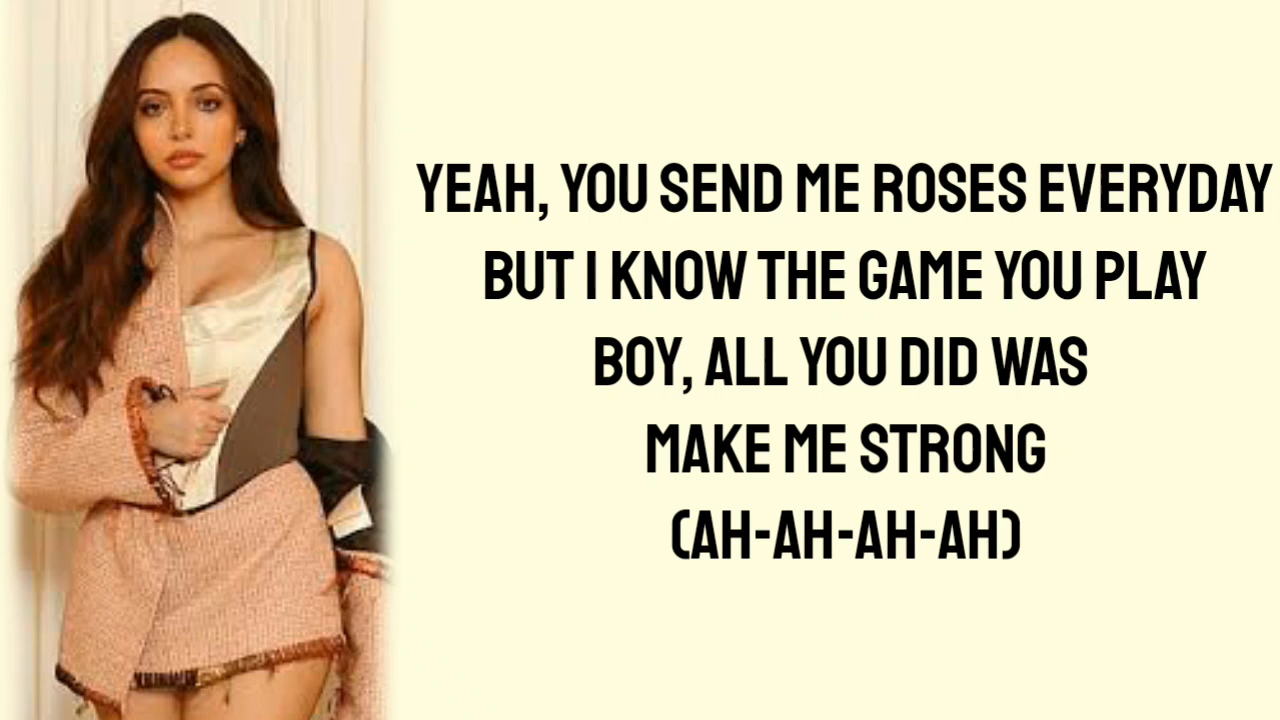 YEAH, YOU SEND ME ROSES EVERYDAY
BUT I KNOW THE GAME YOU PLAY
BOY, ALL YOU DID WAS
MAKE ME STRONG
(AH-AH-AH-AH)